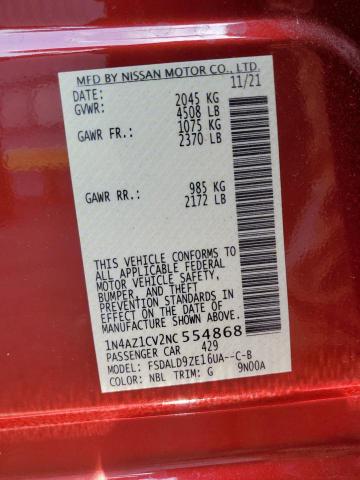 MFD BY NISSAN MOTOR CO., LTD.
DATE: 11/21
GVWR: 2045 KG
4508 LB
GAWR FR.: 1075 KG
2370 LB
GAWR RR.: 985 KG
2172 LB
THIS VEHICLE CONFORMS TO
ALL APPLICABLE FEDERAL
MOTOR VEHICLE SAFETY,
BUMPER, AND THEFT
PREVENTION STANDARDS IN
EFFECT ON THE DATE OF
MANUFACTURE SHOWN ABOVE.
1N4AZ1CV2NC554868
PASSENGER CAR 429
MODEL: FSDALD9ZE16UA--C-B
COLOR: NBL TRIM: G 9N00A